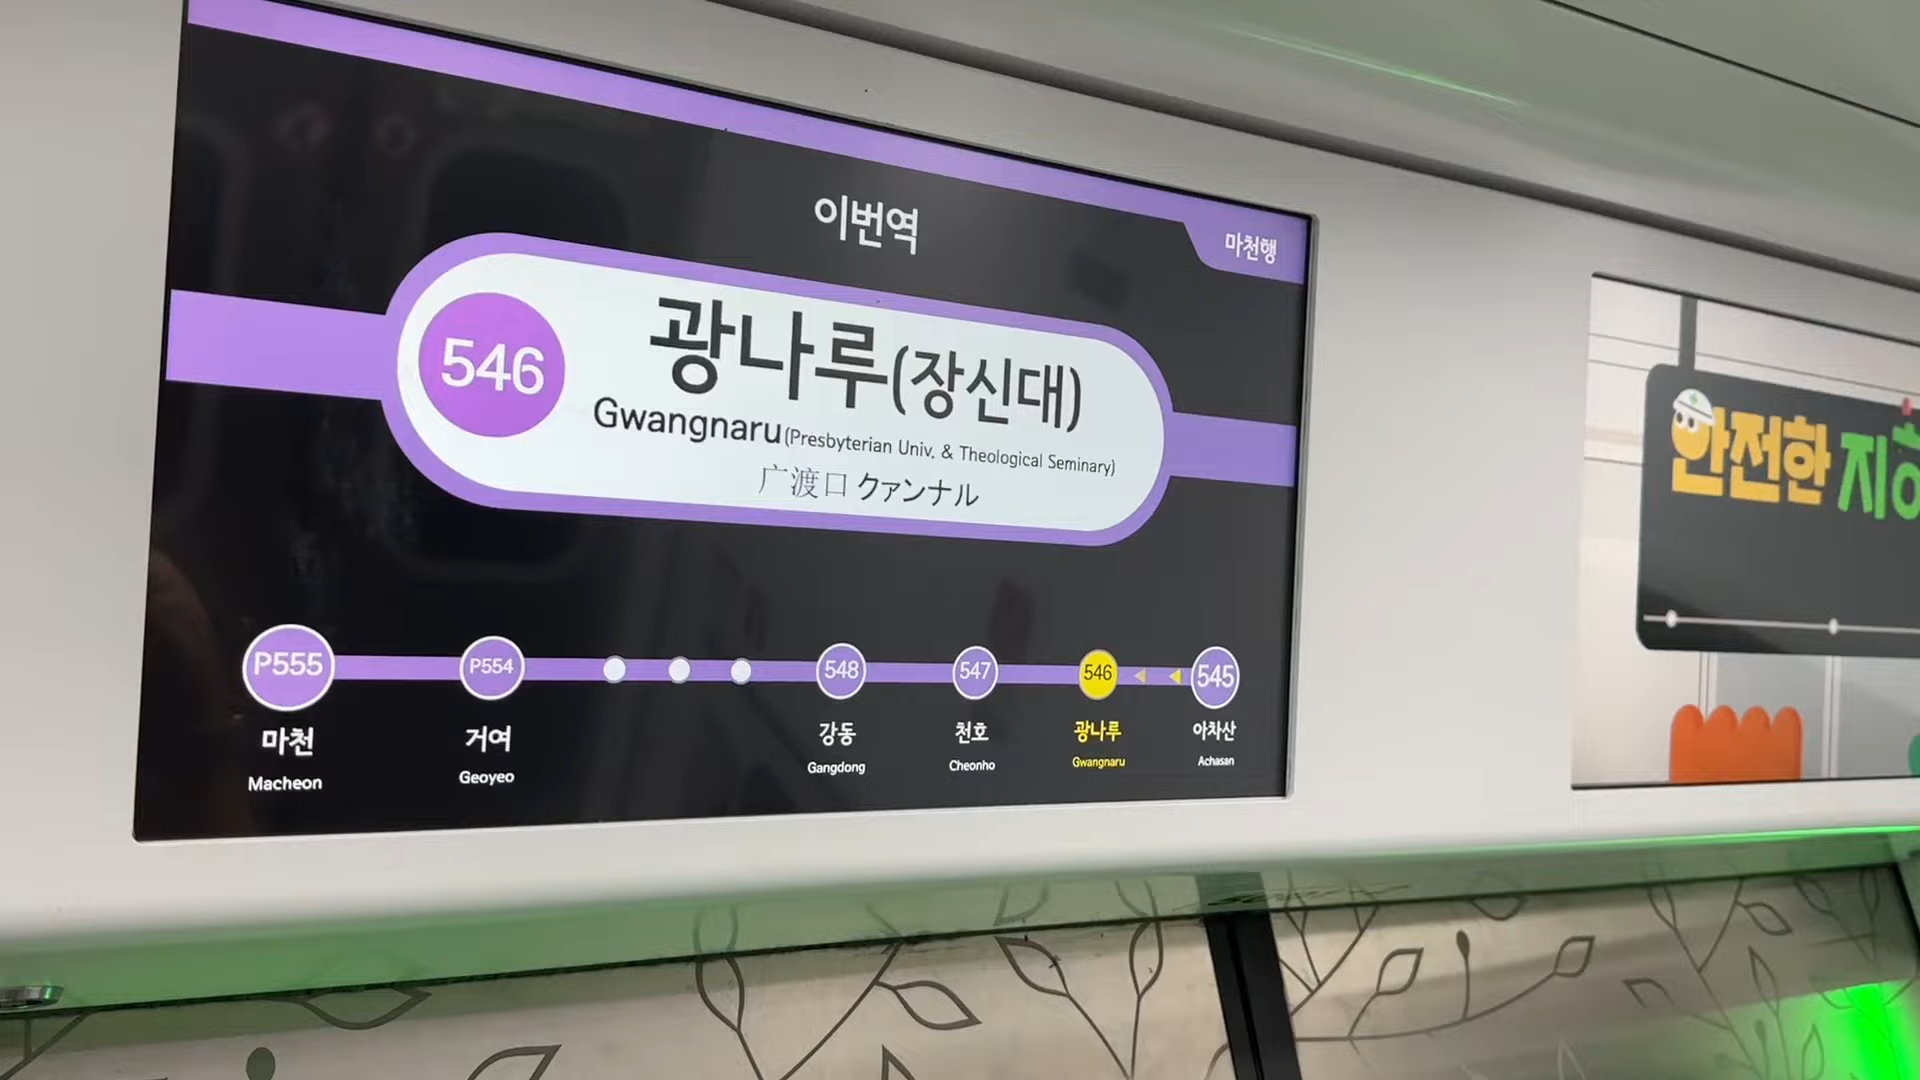 이번역
마천행
546
광나루(장신대)
Gwangnaru(Presbyterian Univ. & Theological Seminary)
广渡口 クァンナル
P555 P554 548 547 546 545
마천 거여 강동 천호 광나루 아차산
Macheon Geoyeo Gangdong Cheonho Gwangnaru Achasan
안전한 지하